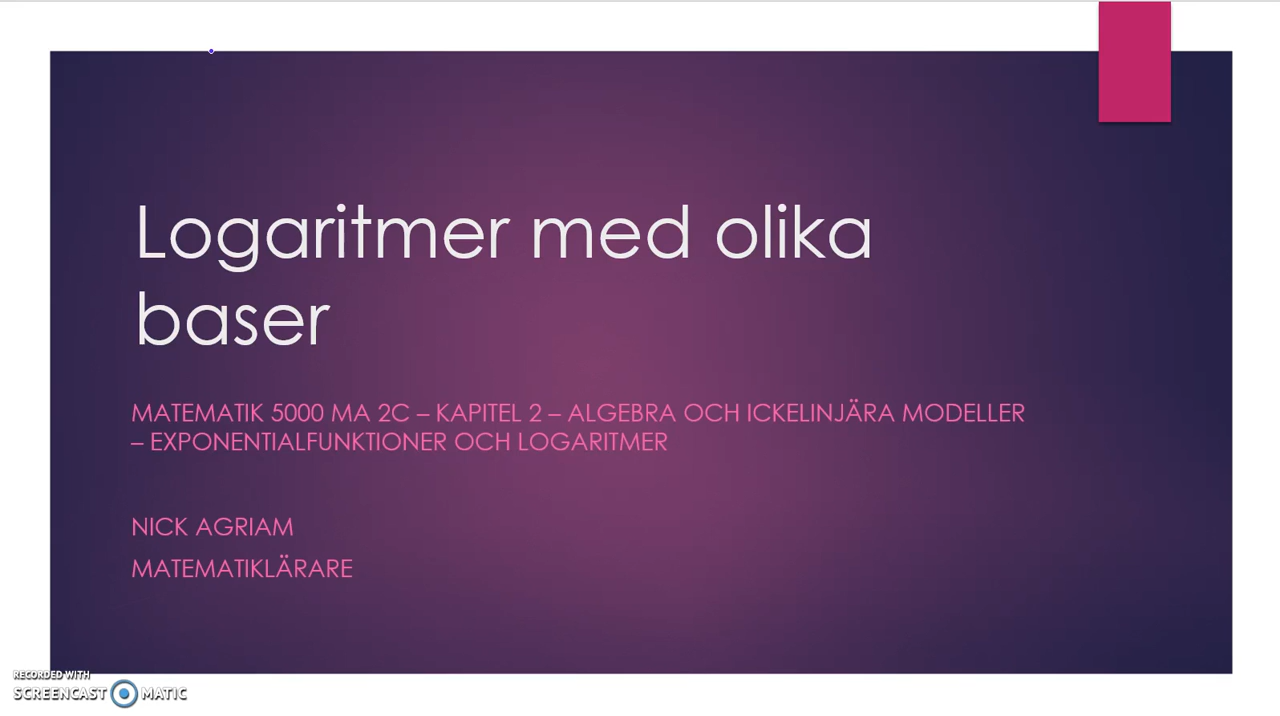 Logaritmer med olika
baser
MATEMATIK 5000 MA 2C – KAPITEL 2 – ALGEBRA OCH ICKELINJÄRA MODELLER
– EXPONENTIALFUNKTIONER OCH LOGARITMER
NICK AGRIAM
MATEMATIKLÄRARE
RECORDED WITH
SCREENCAST MATIC